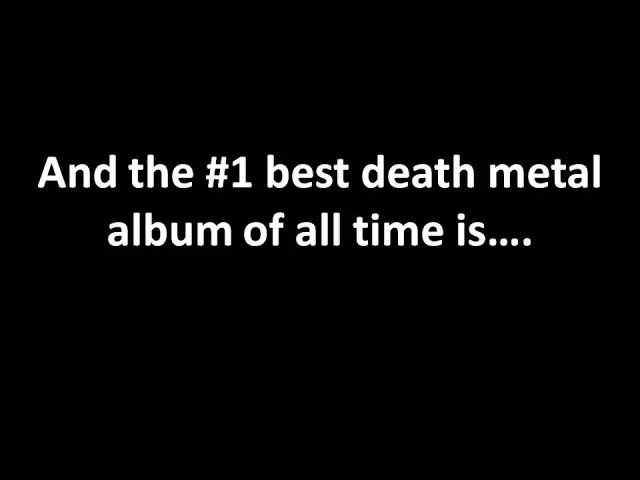 And the #1 best death metal
album of all time is….